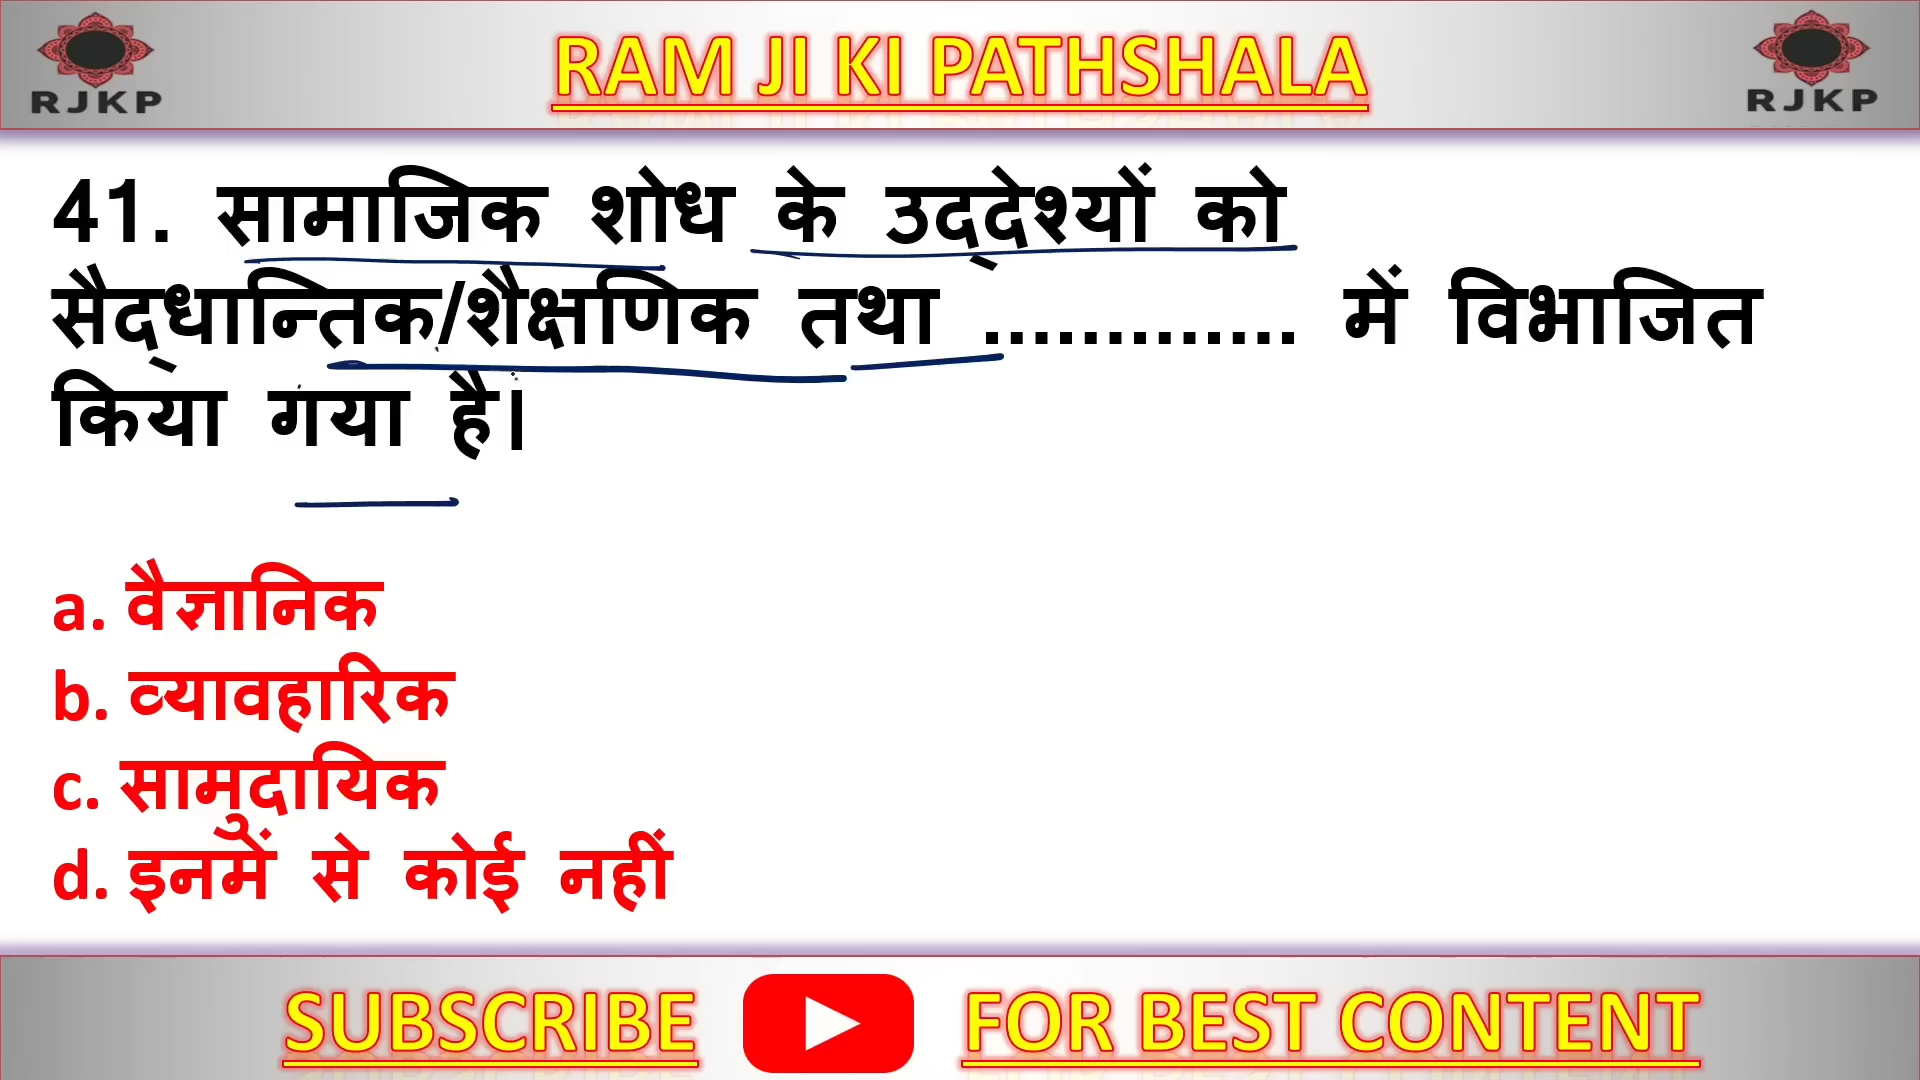 RJKP
RAM JI KI PATHSHALA
RJKP
41. सामाजिक शोध के उद्देश्यों को
सैद्धान्तिक/शैक्षणिक तथा ............. में विभाजित
किया गया है।
a. वैज्ञानिक
b. व्यावहारिक
c. सामुदायिक
d. इनमें से कोई नहीं
SUBSCRIBE FOR BEST CONTENT